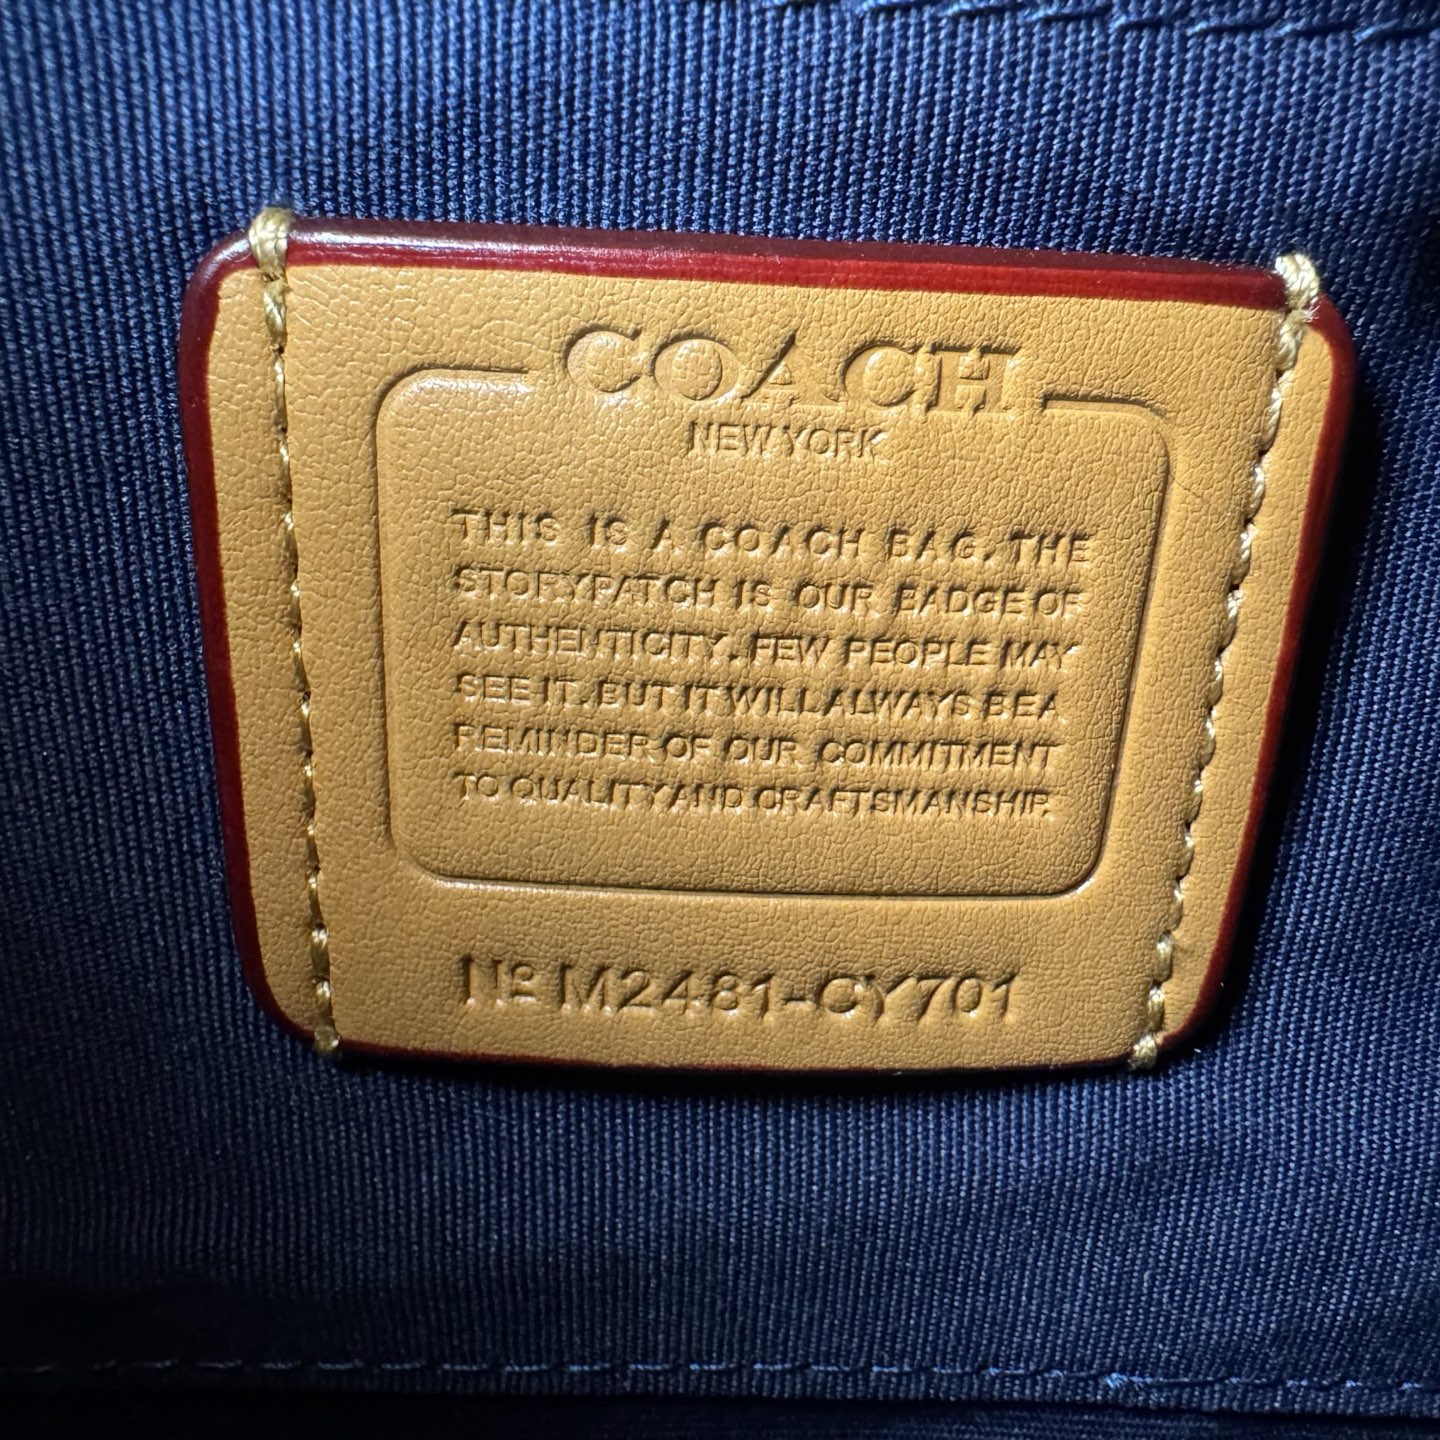 COACH
NEW YORK
THIS IS A COACH BAG. THE
STORYPATCH IS OUR BADGE OF
AUTHENTICITY. FEW PEOPLE MAY
SEE IT. BUT IT WILL ALWAYS BE A
REMINDER OF OUR COMMITMENT
TO QUALITY AND CRAFTSMANSHIP.
№ M2481-CY701